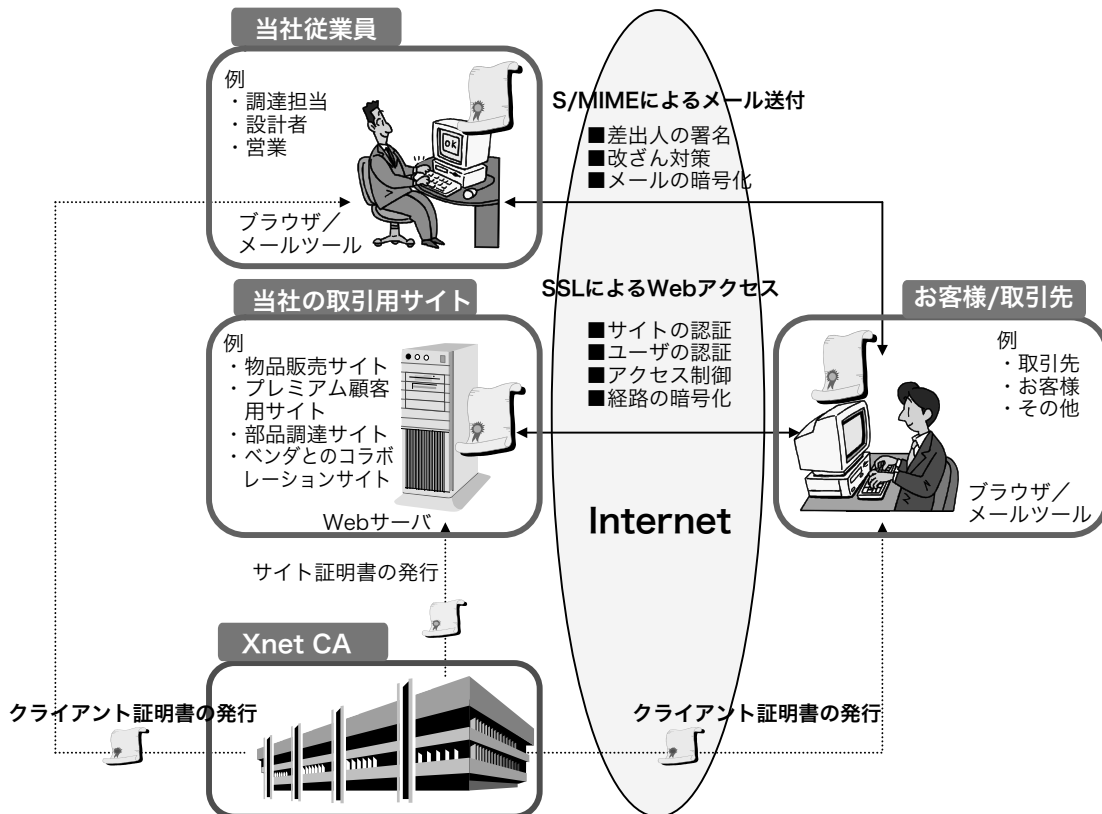 当社従業員
例
・調達担当
・設計者
・営業
OK
ブラウザ／
メールツール
S/MIMEによるメール送付
■差出人の署名
■改ざん対策
■メールの暗号化
当社の取引用サイト
例
・物品販売サイト
・プレミアム顧客
用サイト
・部品調達サイト
・ベンダとのコラボ
レーションサイト
Webサーバ
SSLによるWebアクセス
■サイトの認証
■ユーザの認証
■アクセス制御
■経路の暗号化
Internet
お客様/取引先
例
・取引先
・お客様
・その他
ブラウザ／
メールツール
サイト証明書の発行
Xnet CA
クライアント証明書の発行
クライアント証明書の発行